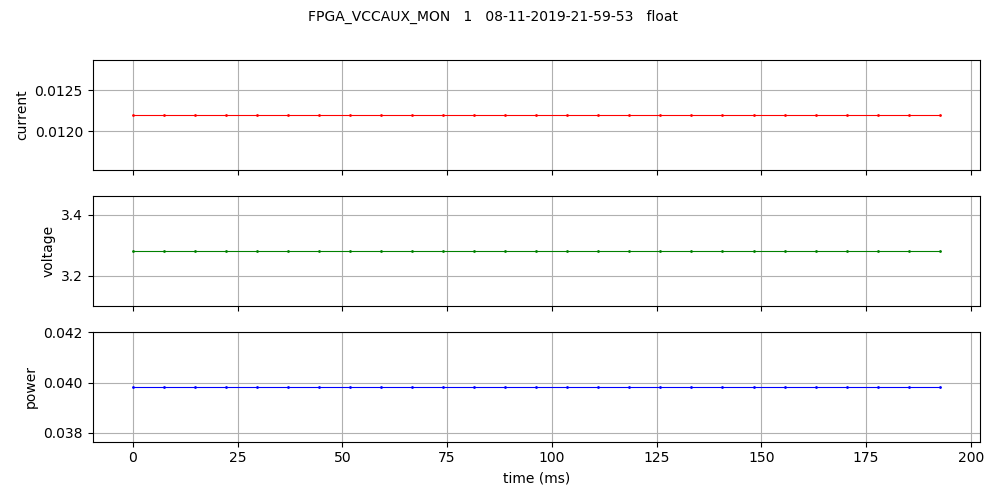 FPGA_VCCAUX_MON 1 08-11-2019-21-59-53 float
0.0125
0.0120
current
3.4
3.2
voltage
0.042
0.040
0.038
power
0 25 50 75 100 125 150 175 200
time (ms)